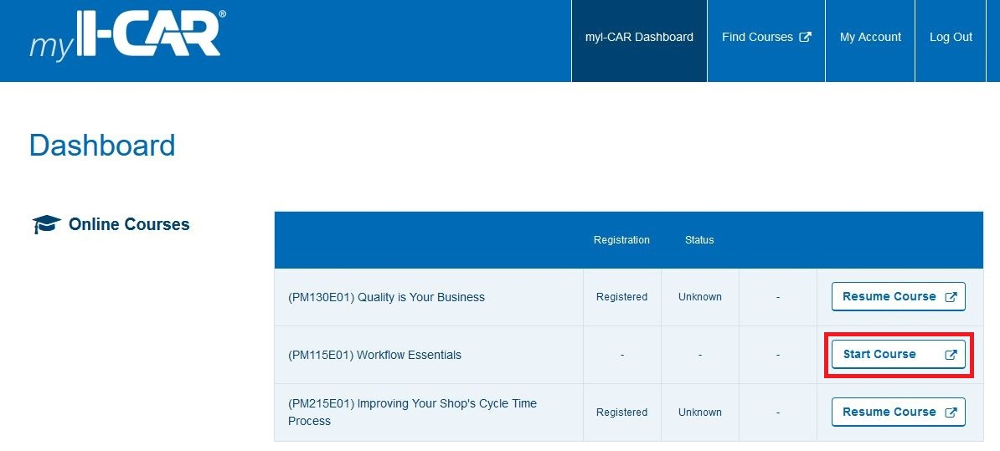 my I-CAR®
myI-CAR Dashboard
Find Courses
My Account
Log Out
Dashboard
Online Courses
Registration Status
(PM130E01) Quality is Your Business Registered Unknown - Resume Course
(PM115E01) Workflow Essentials - - - Start Course
(PM215E01) Improving Your Shop's Cycle Time
Process
Registered Unknown - Resume Course